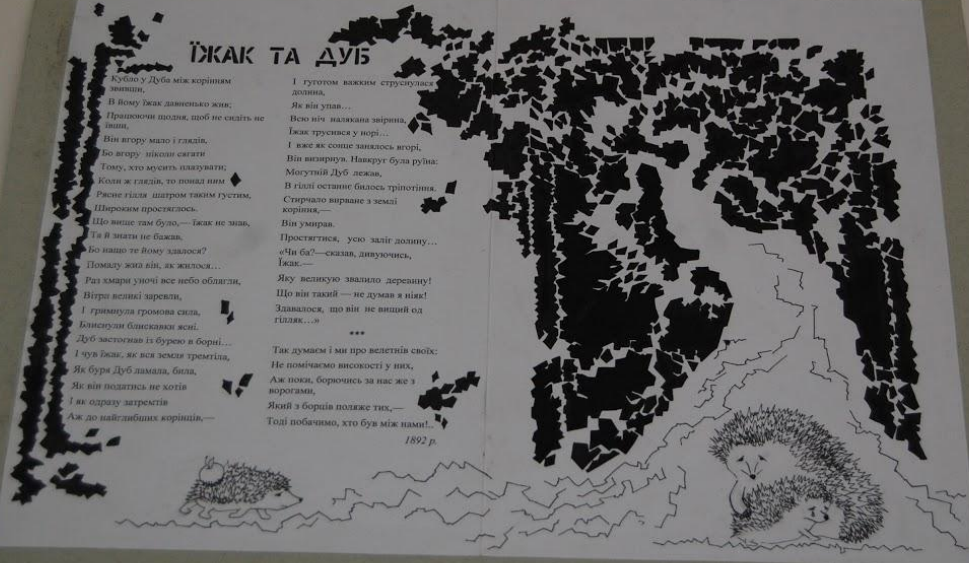 ЇЖАК ТА ДУБ
Кубло у Дуба між корінням
звивши,
В йому їжак давненько жив;
Працюючи щодня, щоб не сидіть не
ївши,
Він вгору мало і глядів,
Бо вгору ніколи сягати
Тому, хто мусить плазувати;
Коли ж глядів, то понад ним
Рясне гілля шатром таким густим,
Широким простяглось.
Що вище там було,— їжак не знав,
Та й знати не бажав.
Бо нащо те йому здалося?
Помалу жив він, як жилося…
Раз хмари уночі все небо облягли,
Вітри великі заревли,
І гримнула громова сила,
Блиснули блискавки ясні.
Дуб застогнав із бурею в борні…
І чув їжак, як вся земля тремтіла,
Як буря Дуб ламала, била,
Як він податись не хотів
І як одразу затремтів
Аж до найглибших корінців,—
І гуготом важким струснулася
долина,
Як він упав…
Всю ніч налякана звірина,
Їжак трусився у норі…
І вже як сонце занялось вгорі,
Він визирнув. Навкруг була руїна:
Могутній Дуб лежав,
В гіллі останнє билось тріпотіння.
Стирчало вирване з землі
коріння,—
Він умирав.
Простягтися, усю заліг долину…
«Чи ба?—сказав, дивуючись,
Їжак.—
Яку великую звалило деревину!
Що він такий — не думав я ніяк!
Здавалося, що він не вищий од
гілляк…»
***
Так думаєм і ми про велетнів своїх:
Не помічаємо високості у них,
Аж поки, борючись за нас же з
ворогами,
Який з борців поляже тих,—
Тоді побачимо, хто був між нами!..
1892 р.